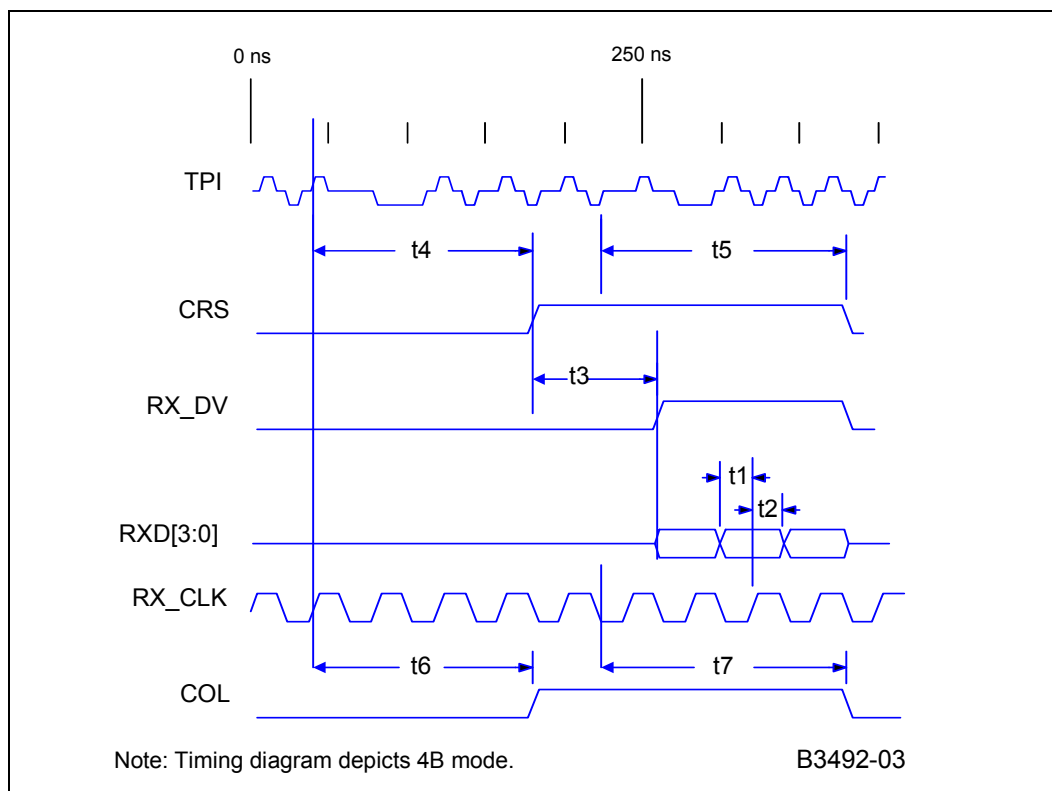 0 ns
250 ns
TPI
t4
t5
CRS
t3
RX_DV
t1
t2
RXD[3:0]
RX_CLK
t6
t7
COL
Note: Timing diagram depicts 4B mode.
B3492-03